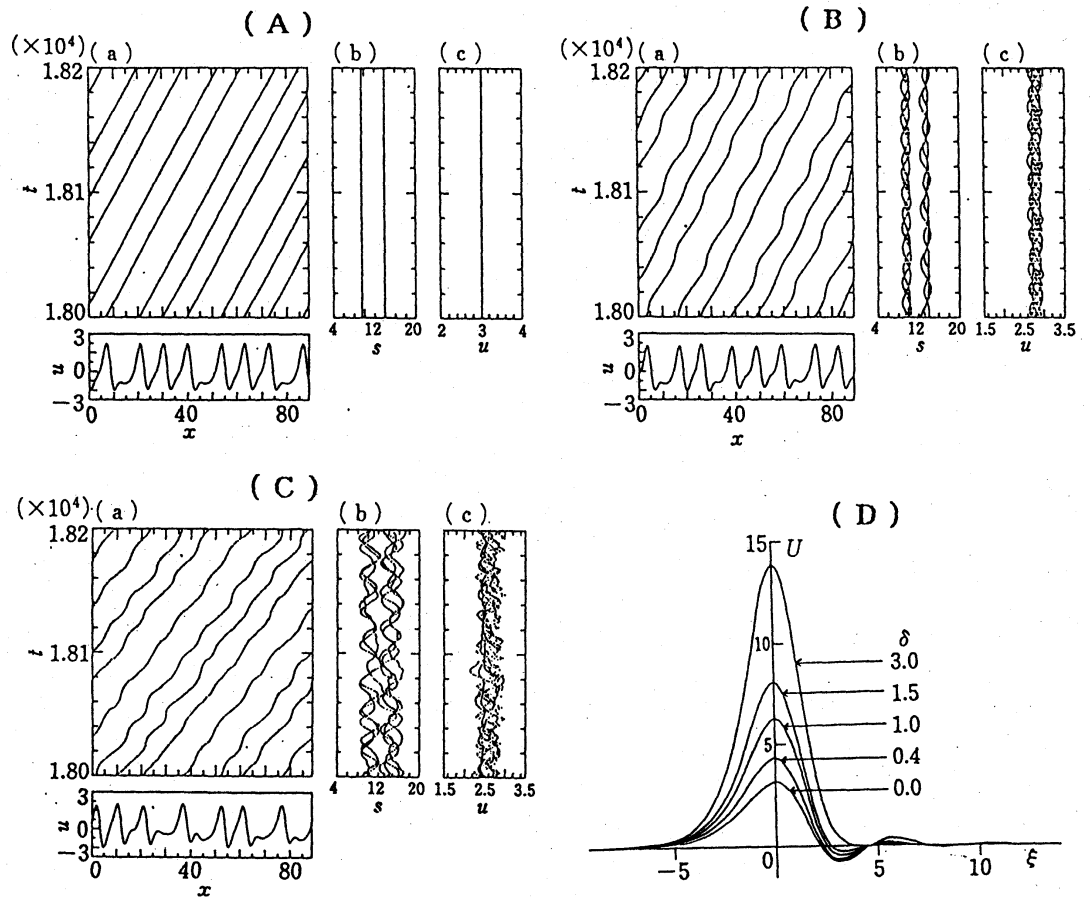 ( A )
(×10⁴) (a) (b) (c)
1.82
1.81
1.80
t
4 12 20
s
2 3 4
u
3
0
−3
u
0 40 80
x
( B )
(×10⁴) (a) (b) (c)
1.82
1.81
1.80
t
4 12 20
s
1.5 2.5 3.5
u
3
0
−3
u
0 40 80
x
( C )
(×10⁴) (a) (b) (c)
1.82
1.81
1.80
t
4 12 20
s
1.5 2.5 3.5
u
3
0
−3
u
0 40 80
x
( D )
15 U
10
5
δ
3.0
1.5
1.0
0.4
0.0
−5 0 5 10 ξ